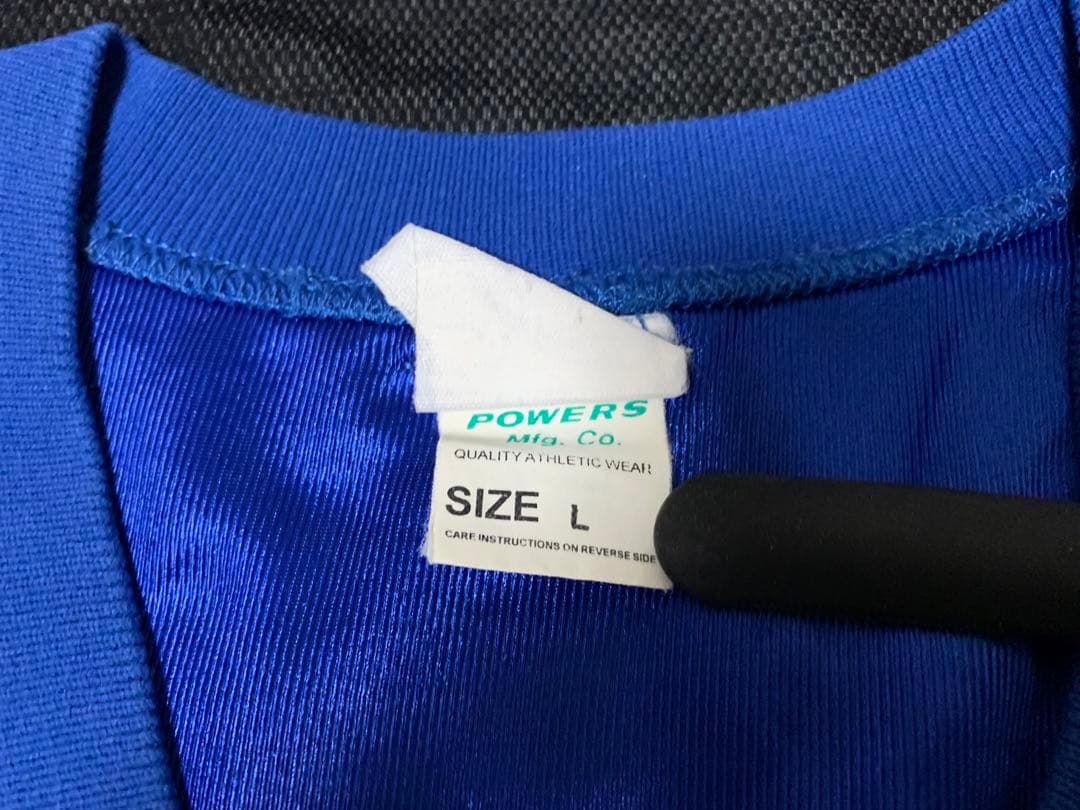 POWERS
Mfg. Co.
QUALITY ATHLETIC WEAR
SIZE L
CARE INSTRUCTIONS ON REVERSE SIDE